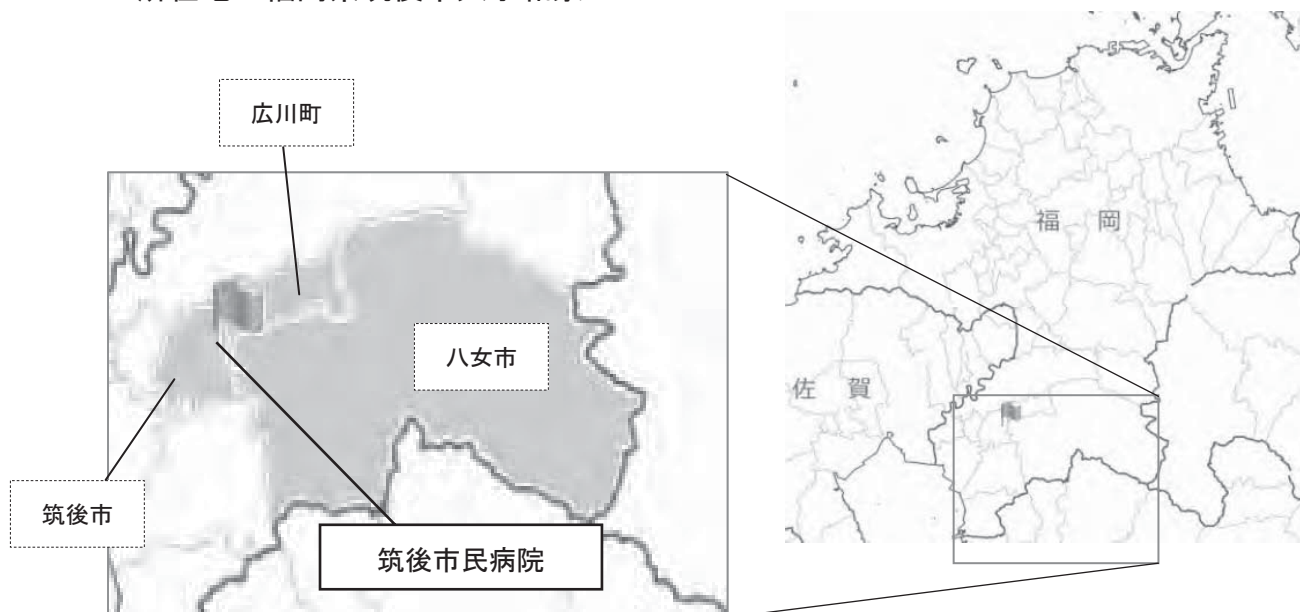 広川町
福岡
八女市
佐賀
筑後市
筑後市民病院